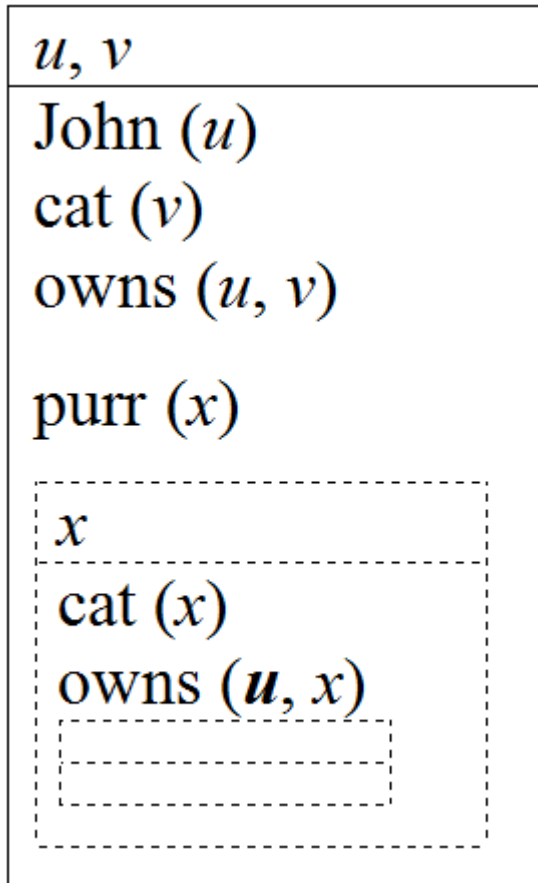 u, v
John (u)
cat (v)
owns (u, v)
purr (x)
x
cat (x)
owns (u, x)